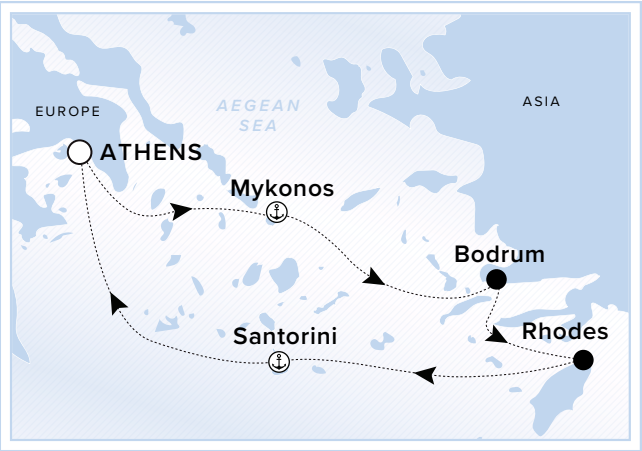 AEGEAN
SEA
EUROPE
ASIA
ATHENS
Mykonos
Bodrum
Santorini
Rhodes